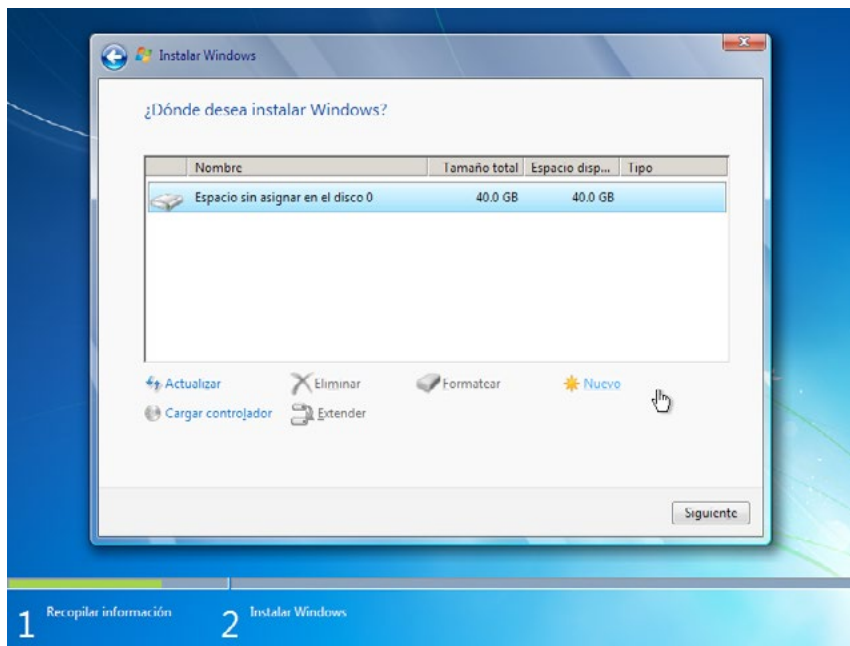 Instalar Windows
¿Dónde desea instalar Windows?
Nombre Tamaño total Espacio disp... Tipo
Espacio sin asignar en el disco 0 40.0 GB 40.0 GB
Actualizar Eliminar Formatear Nuevo
Cargar controlador Extender
Siguiente
1 Recopilar información 2 Instalar Windows